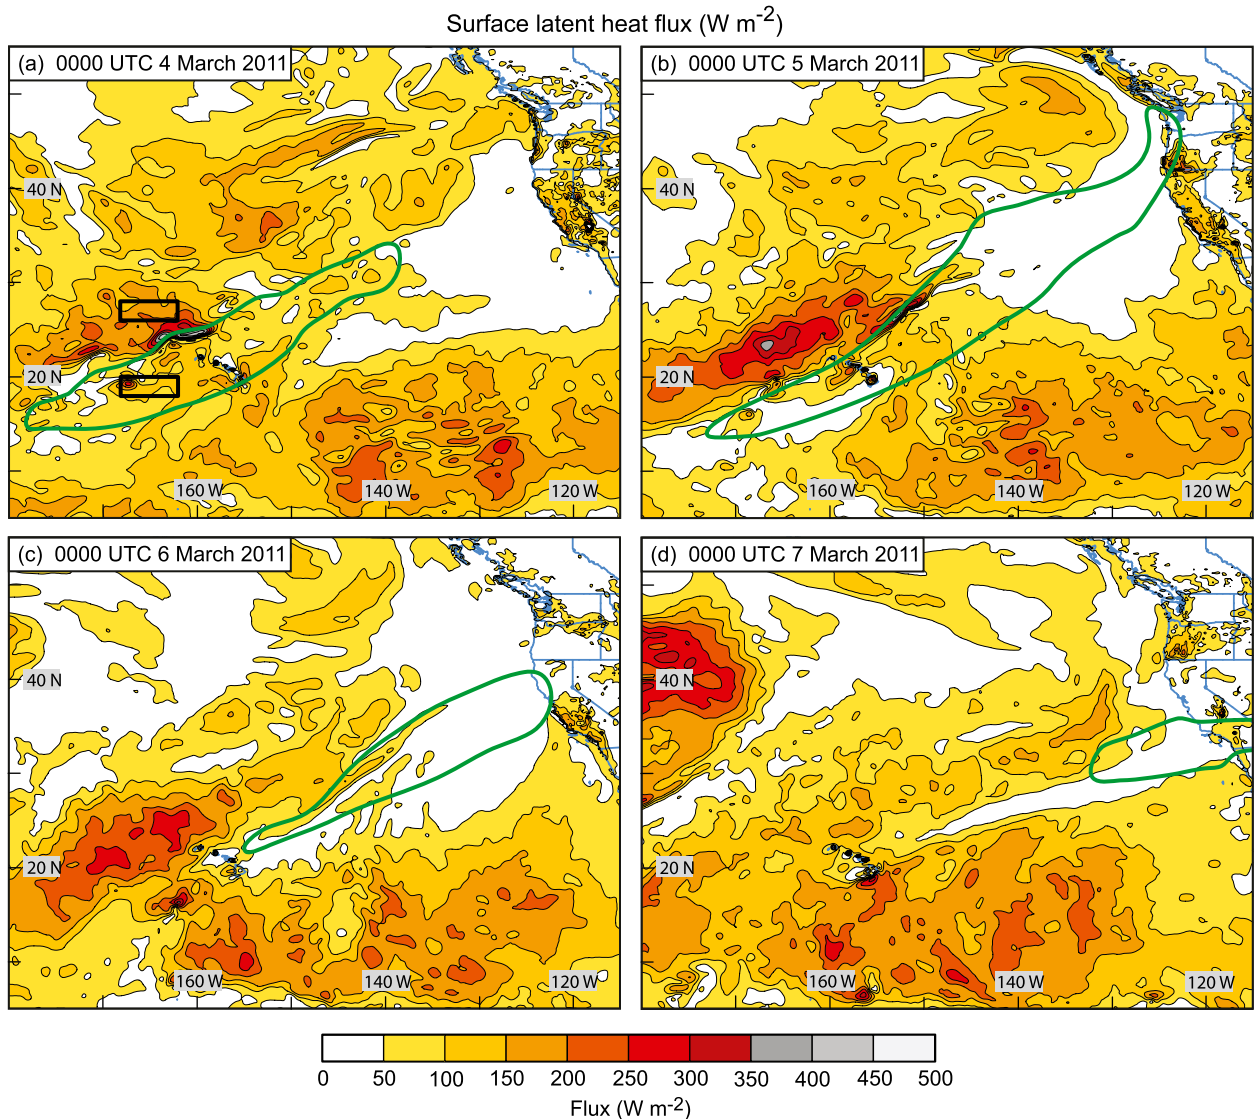 Surface latent heat flux (W m-2)
(a) 0000 UTC 4 March 2011
40 N
20 N
160 W
140 W
120 W
(b) 0000 UTC 5 March 2011
40 N
20 N
160 W
140 W
120 W
(c) 0000 UTC 6 March 2011
40 N
20 N
160 W
140 W
120 W
(d) 0000 UTC 7 March 2011
40 N
20 N
160 W
140 W
120 W
0 50 100 150 200 250 300 350 400 450 500
Flux (W m-2)